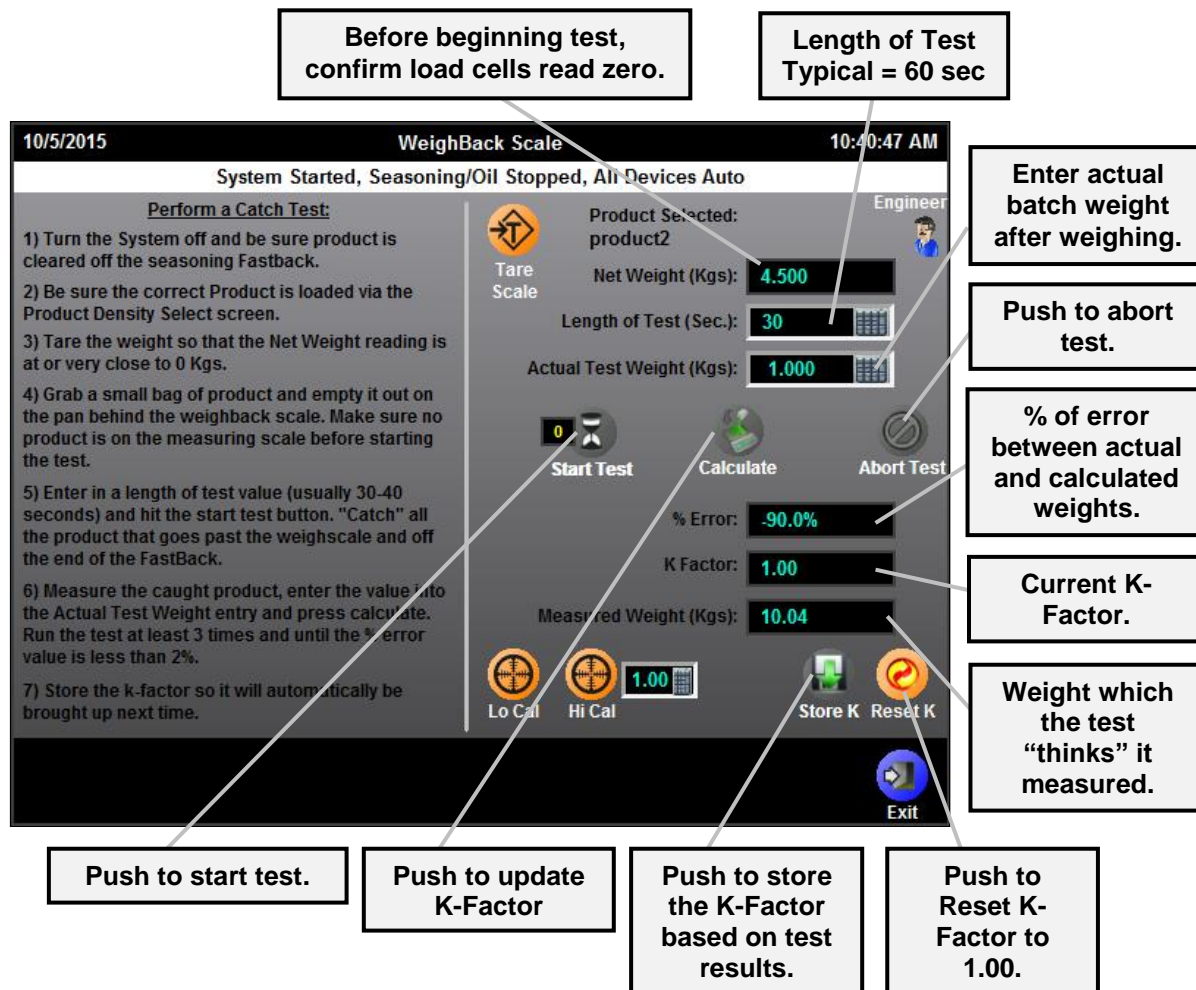 Before beginning test,
confirm load cells read zero.
Length of Test
Typical = 60 sec
10/5/2015
WeighBack Scale
10:40:47 AM
System Started, Seasoning/Oil Stopped, All Devices Auto
Perform a Catch Test:
1) Turn the System off and be sure product is
cleared off the seasoning Fastback.
2) Be sure the correct Product is loaded via the
Product Density Select screen.
3) Tare the weight so that the Net Weight reading is
at or very close to 0 Kgs.
4) Grab a small bag of product and empty it out on
the pan behind the weighback scale. Make sure no
product is on the measuring scale before starting
the test.
5) Enter in a length of test value (usually 30-40
seconds) and hit the start test button. "Catch" all
the product that goes past the weighscale and off
the end of the FastBack.
6) Measure the caught product, enter the value into
the Actual Test Weight entry and press calculate.
Run the test at least 3 times and until the % error
value is less than 2%.
7) Store the k-factor so it will automatically be
brought up next time.
T
Tare
Scale
Product Selected:
product2
Engineer
Net Weight (Kgs):
4.500
Length of Test (Sec.):
30
Actual Test Weight (Kgs):
1.000
0
Start Test
Calculate
Abort Test
% Error:
-90.0%
K Factor:
1.00
Measured Weight (Kgs):
10.04
Lo Cal
Hi Cal
1.00
Store K
Reset K
Exit
Enter actual
batch weight
after weighing.
Push to abort
test.
% of error
between actual
and calculated
weights.
Current K-
Factor.
Weight which
the test
“thinks” it
measured.
Push to start test.
Push to update
K-Factor
Push to store
the K-Factor
based on test
results.
Push to
Reset K-
Factor to
1.00.